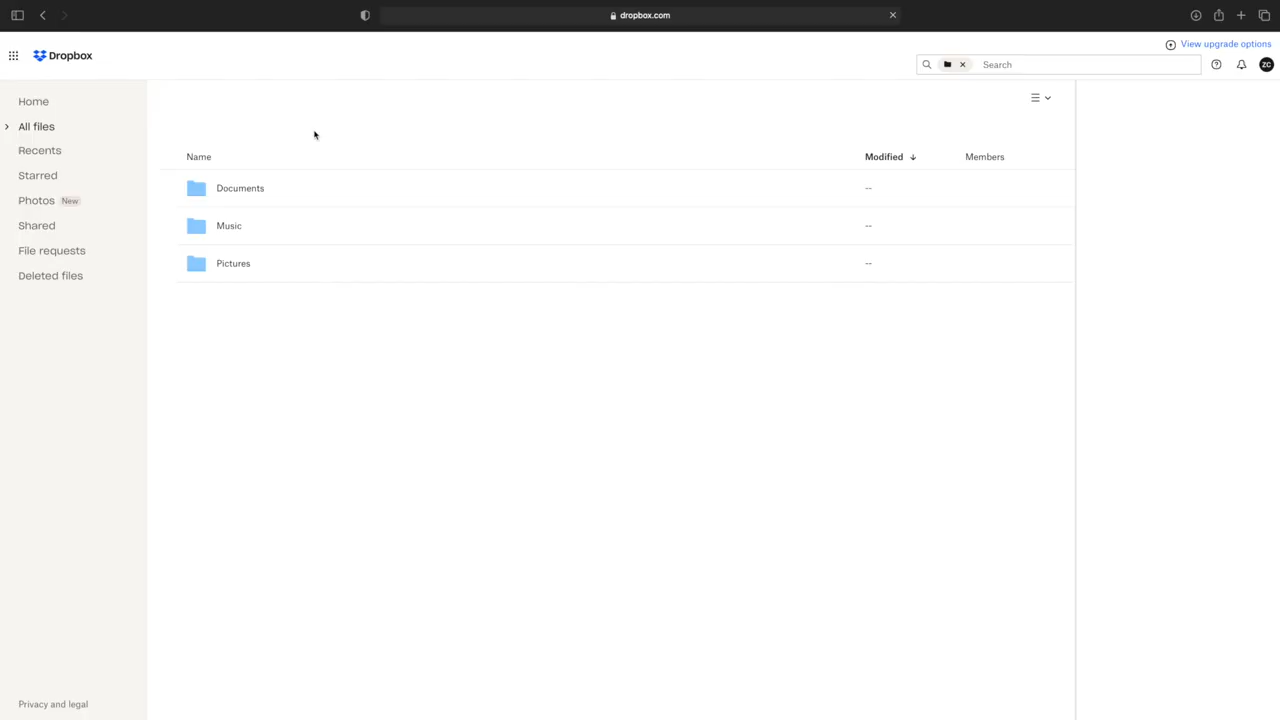 dropbox.com
Dropbox
View upgrade options
Search
ZC
Home
All files
Recents
Starred
Photos New
Shared
File requests
Deleted files
Name Modified Members
Documents --
Music --
Pictures --
Privacy and legal